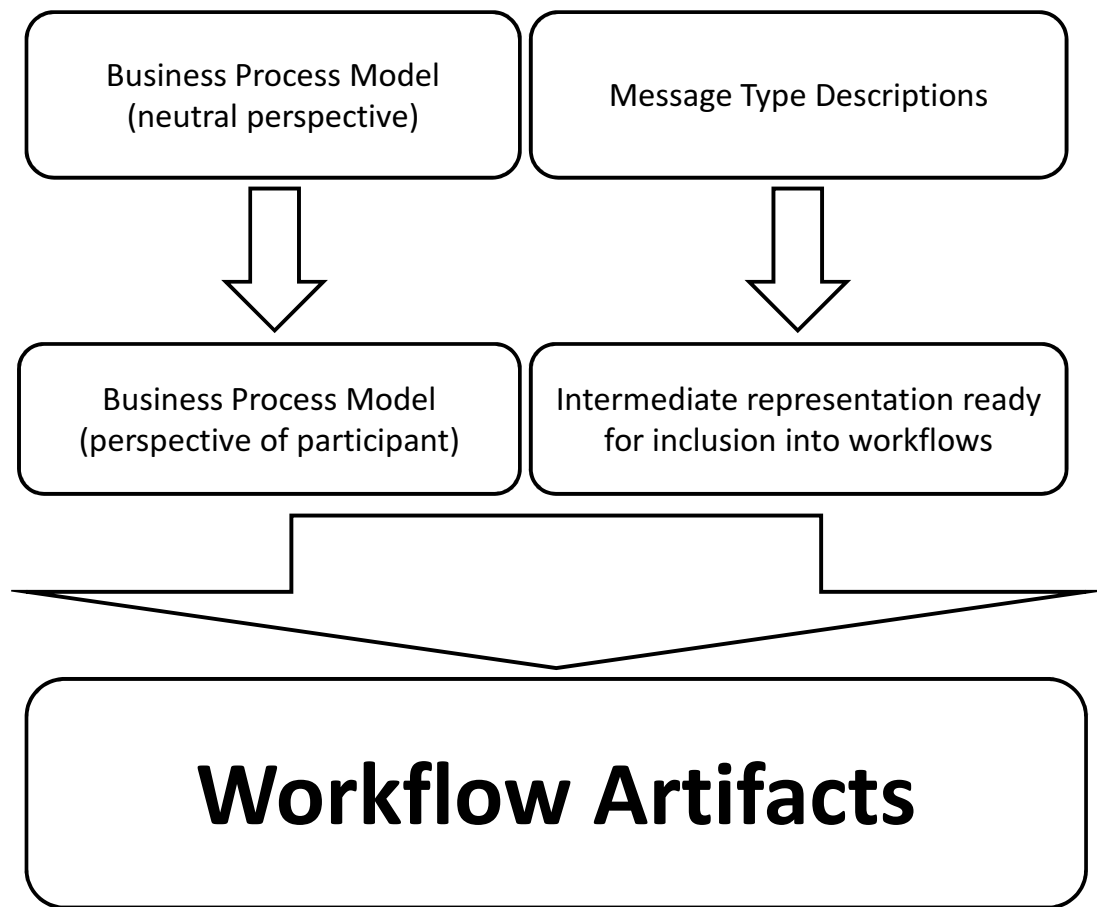 Business Process Model
(neutral perspective)
Message Type Descriptions
Business Process Model
(perspective of participant)
Intermediate representation ready
for inclusion into workflows
Workflow Artifacts